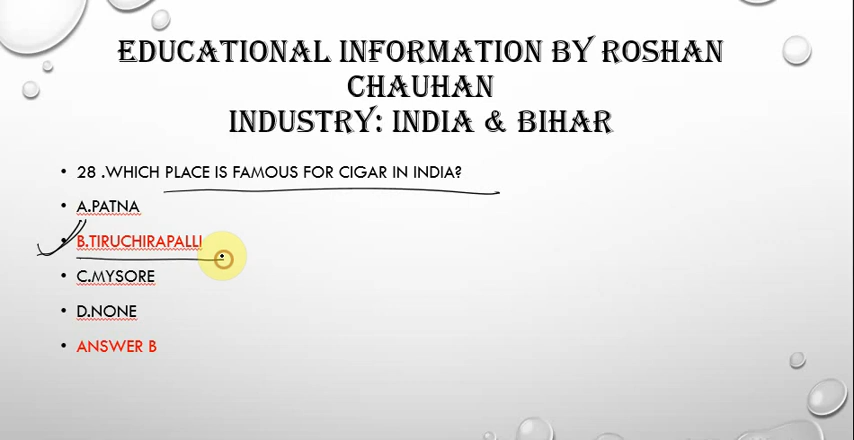 EDUCATIONAL INFORMATION BY ROSHAN
CHAUHAN
INDUSTRY: INDIA & BIHAR
• 28 .WHICH PLACE IS FAMOUS FOR CIGAR IN INDIA?
• A.PATNA
• B.TIRUCHIRAPALLI
• C.MYSORE
• D.NONE
• ANSWER B